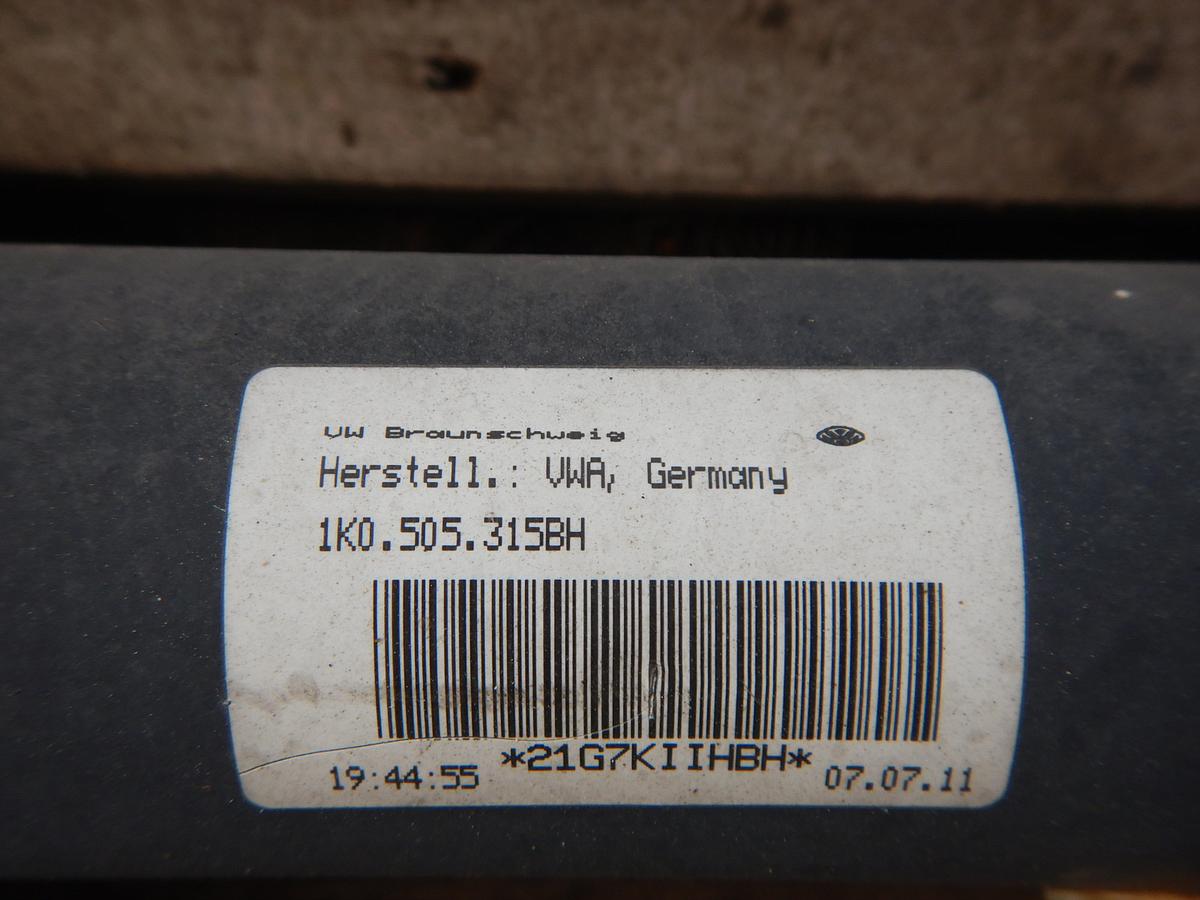 VW Braunschweig
Herstell.: VWA, Germany
1K0.505.315BH
*21G7KIIHBH*
19:44:55 07.07.11